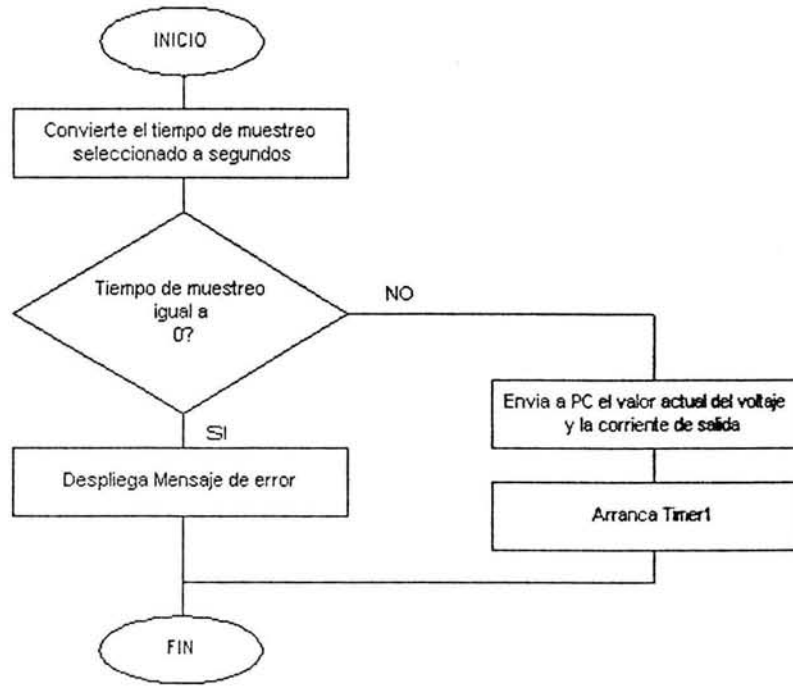 INICIO
Convierte el tiempo de muestreo
seleccionado a segundos
Tiempo de muestreo
igual a
0?
NO
SI
Envia a PC el valor actual del voltaje
y la corriente de salida
Despliega Mensaje de error
Arranca Timer1
FIN